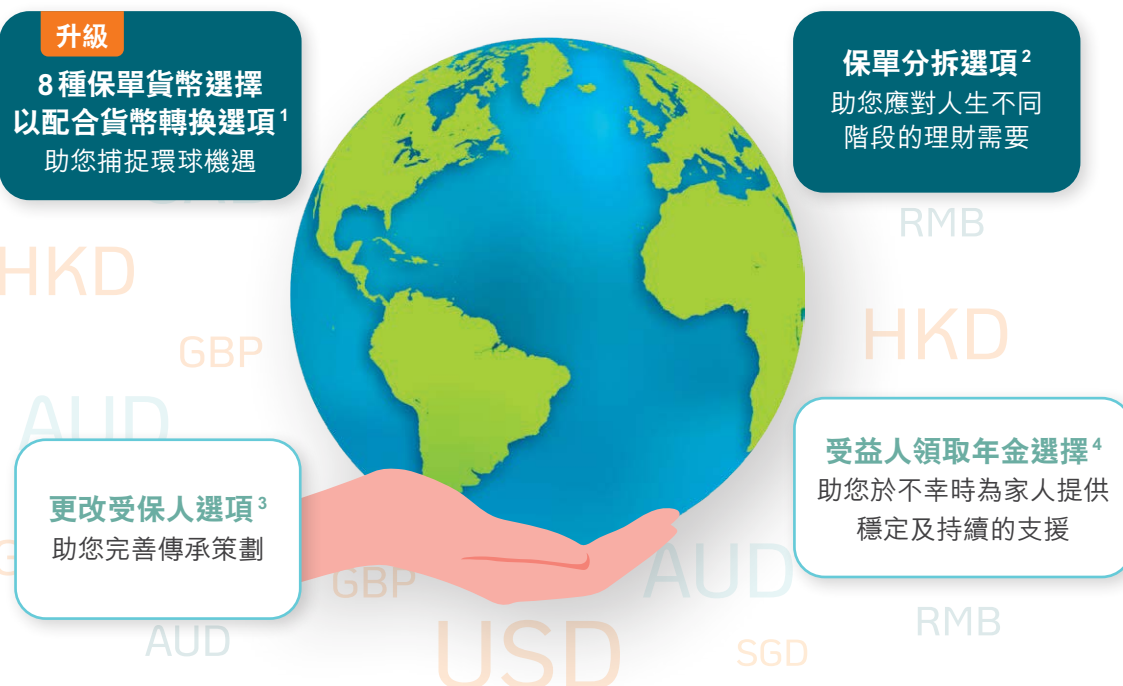 升級
8種保單貨幣選擇
以配合貨幣轉換選項1
助您捕捉環球機遇
保單分拆選項2
助您應對人生不同
階段的理財需要
RMB
HKD
HKD
GBP
AUD
更改受保人選項3
助您完善傳承策劃
受益人領取年金選擇4
助您於不幸時為家人提供
穩定及持續的支援
GBP
AUD
AUD
USD
SGD
RMB